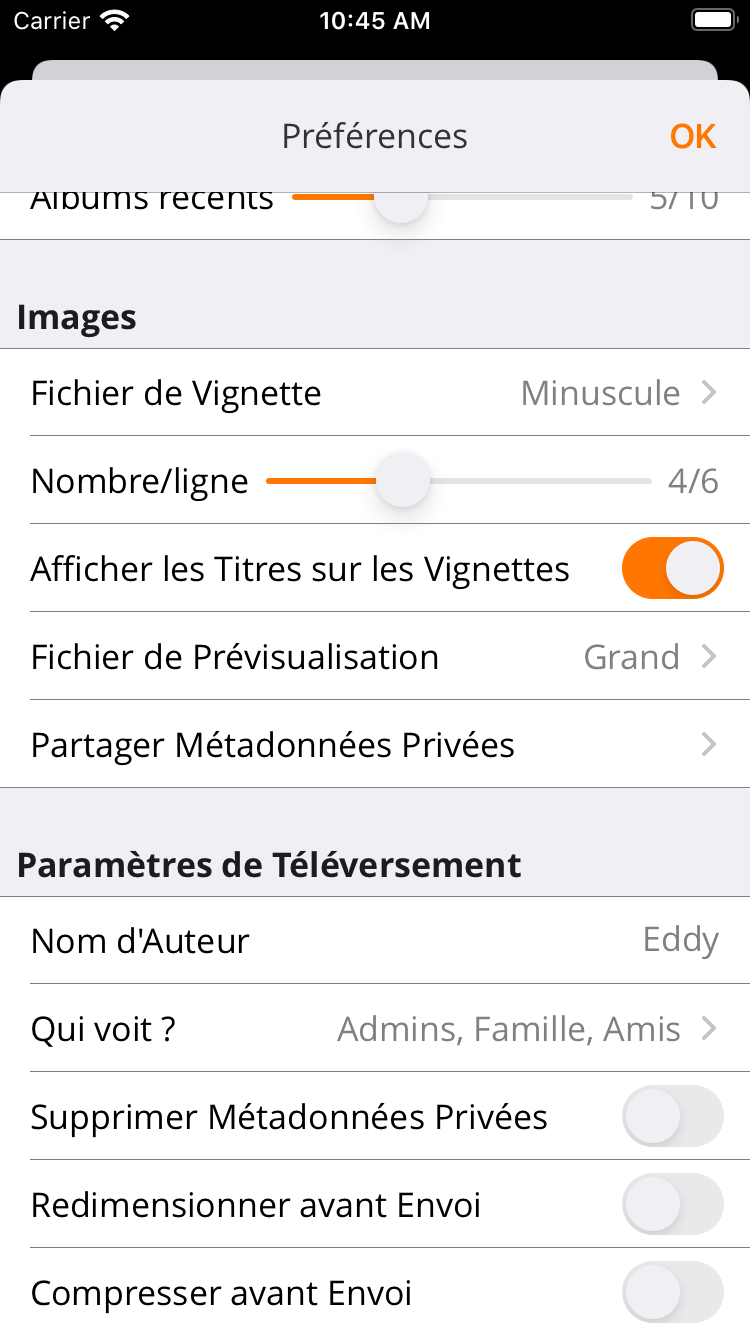 Carrier 10:45 AM
Préférences OK
Albums récents 5/10
Images
Fichier de Vignette Minuscule
Nombre/ligne 4/6
Afficher les Titres sur les Vignettes
Fichier de Prévisualisation Grand
Partager Métadonnées Privées
Paramètres de Téléversement
Nom d'Auteur Eddy
Qui voit ? Admins, Famille, Amis
Supprimer Métadonnées Privées
Redimensionner avant Envoi
Compresser avant Envoi